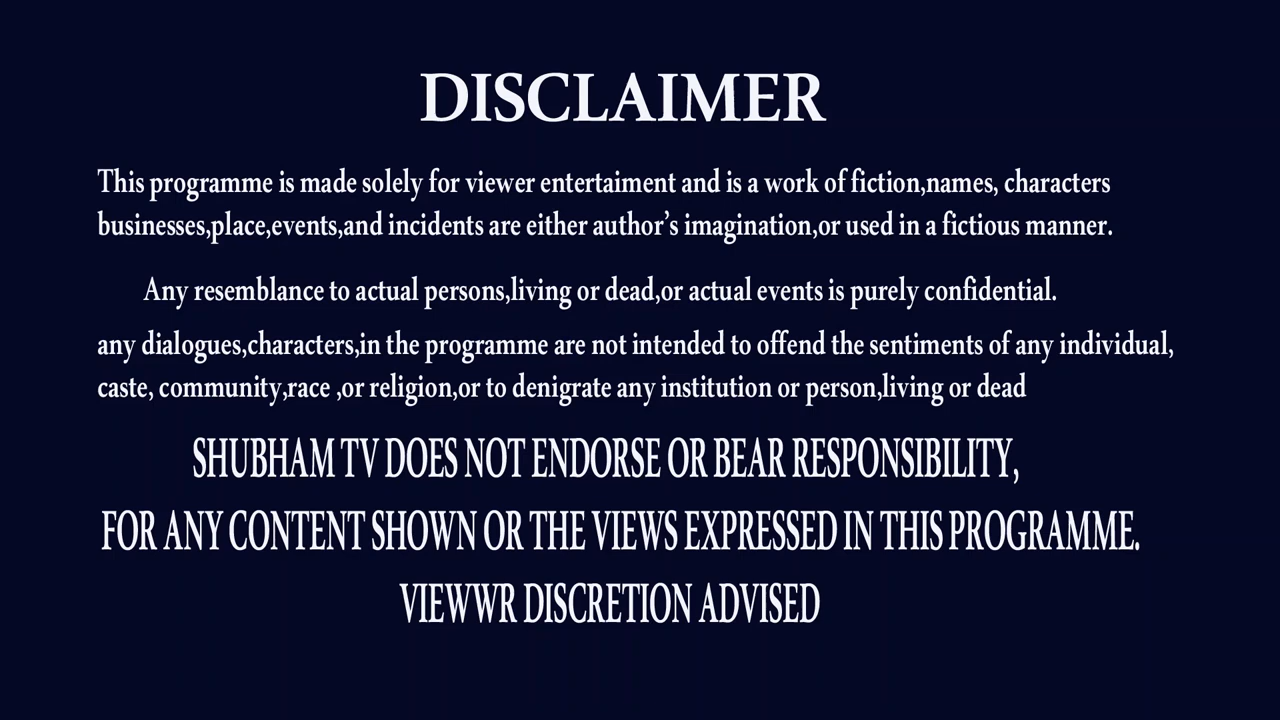 DISCLAIMER
This programme is made solely for viewer entertaiment and is a work of fiction,names, characters
businesses,place,events,and incidents are either author's imagination,or used in a fictious manner.
Any resemblance to actual persons,living or dead,or actual events is purely confidential.
any dialogues,characters,in the programme are not intended to offend the sentiments of any individual,
caste, community,race ,or religion,or to denigrate any institution or person,living or dead
SHUBHAM TV DOES NOT ENDORSE OR BEAR RESPONSIBILITY,
FOR ANY CONTENT SHOWN OR THE VIEWS EXPRESSED IN THIS PROGRAMME.
VIEWWR DISCRETION ADVISED